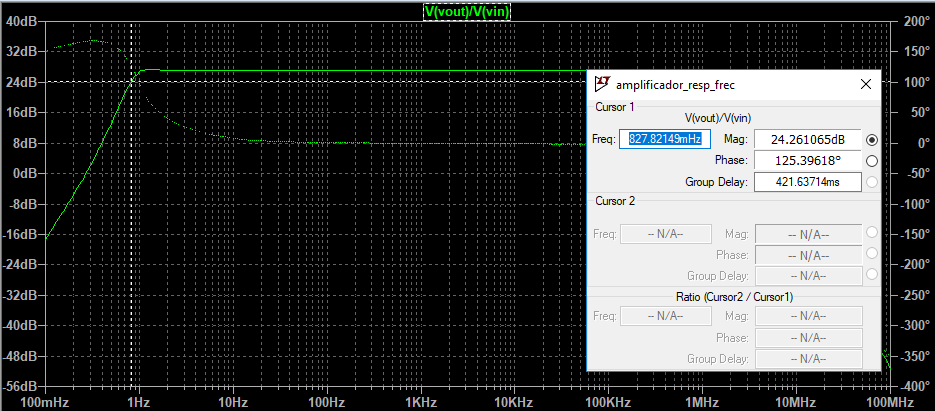 V(vout)/V(vin)
40dB
32dB
24dB
16dB
8dB
0dB
-8dB
-16dB
-24dB
-32dB
-40dB
-48dB
-56dB
200°
150°
100°
50°
0°
-50°
-100°
-150°
-200°
-250°
-300°
-350°
-400°
100mHz 1Hz 10Hz 100Hz 1KHz 10KHz 100KHz 1MHz 10MHz 100MHz
amplificador_resp_frec
Cursor 1
V(vout)/V(vin)
Freq: 827.82149mHz Mag: 24.261065dB
Phase: 125.39618°
Group Delay: 421.63714ms
Cursor 2
Freq: -- N/A-- Mag: -- N/A--
Phase: -- N/A--
Group Delay: -- N/A--
Ratio (Cursor2 / Cursor1)
Freq: -- N/A-- Mag: -- N/A--
Phase: -- N/A--
Group Delay: -- N/A--